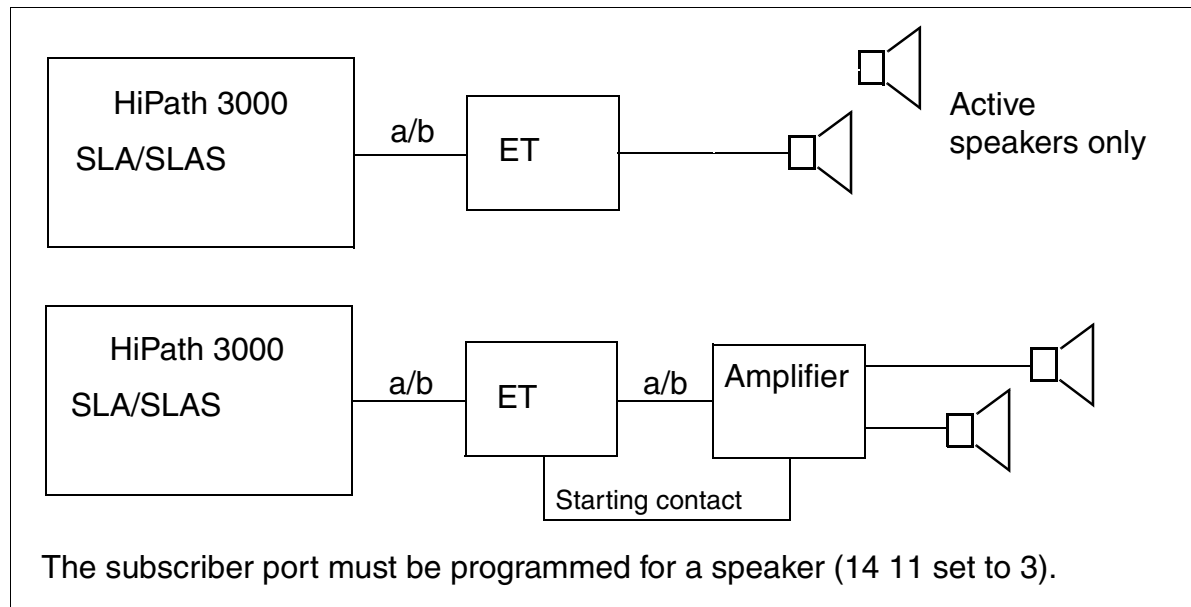 HiPath 3000
SLA/SLAS
a/b
ET
Active
speakers only
HiPath 3000
SLA/SLAS
a/b
ET
a/b
Amplifier
Starting contact
The subscriber port must be programmed for a speaker (14 11 set to 3).